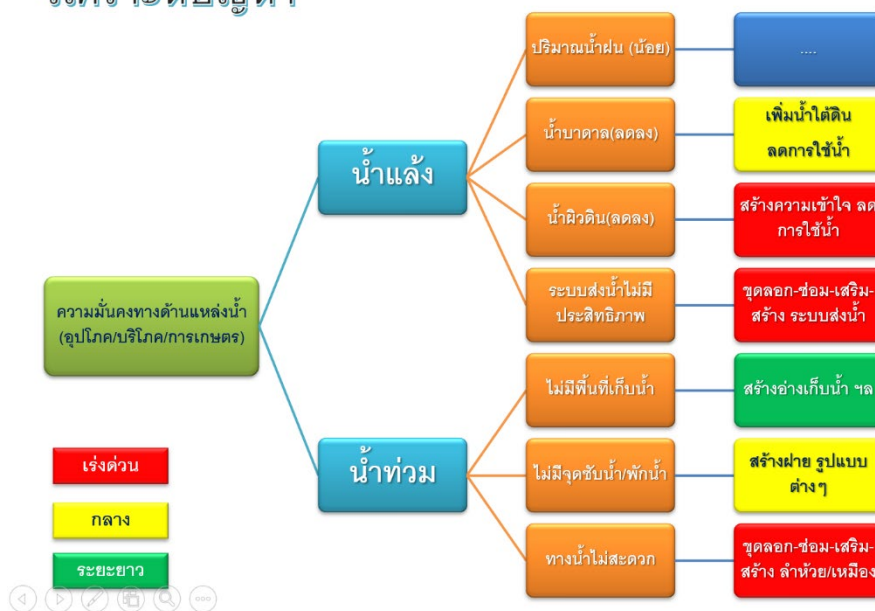 ปริมาณน้ำฝน (น้อย)
....
น้ำบาดาล(ลดลง)
เพิ่มน้ำใต้ดิน
ลดการใช้น้ำ
น้ำแล้ง
น้ำผิวดิน(ลดลง)
สร้างความเข้าใจ ลด
การใช้น้ำ
ระบบส่งน้ำไม่มี
ประสิทธิภาพ
ขุดลอก-ซ่อม-เสริม-
สร้าง ระบบส่งน้ำ
ความมั่นคงทางด้านแหล่งน้ำ
(อุปโภค/บริโภค/การเกษตร)
ไม่มีพื้นที่เก็บน้ำ
สร้างอ่างเก็บน้ำ ฯล
น้ำท่วม
ไม่มีจุดซับน้ำ/พักน้ำ
สร้างฝาย รูปแบบ
ต่างๆ
ทางน้ำไม่สะดวก
ขุดลอก-ซ่อม-เสริม-
สร้าง ลำห้วย/เหมือง
เร่งด่วน
กลาง
ระยะยาว